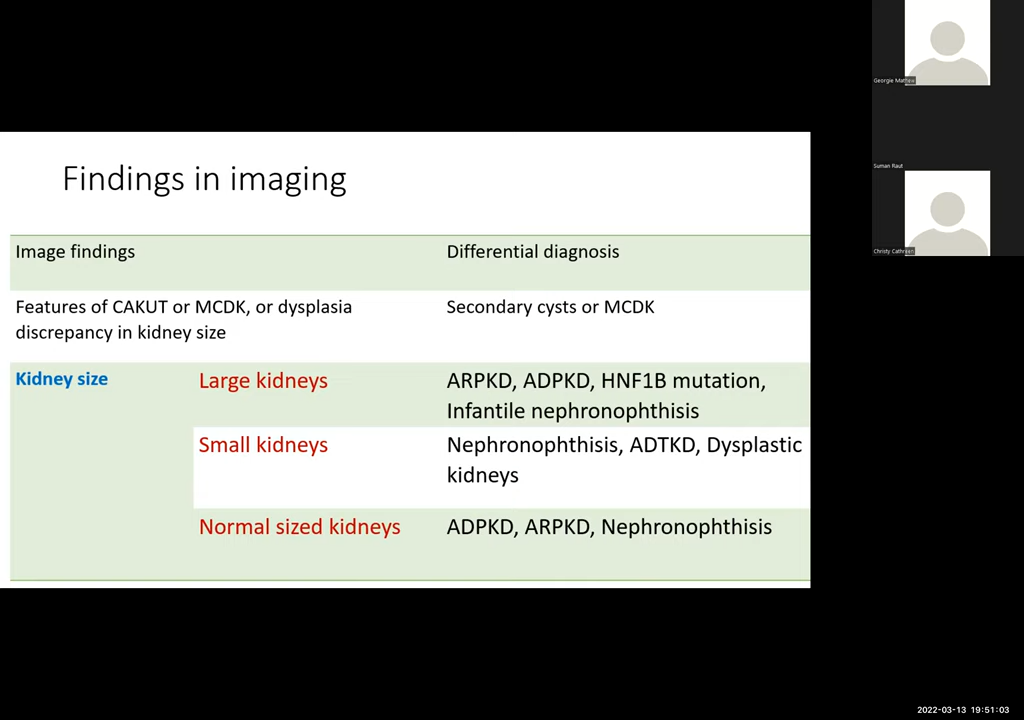 Georgie Mathew
Findings in imaging
Suman Raut
Image findings
Differential diagnosis
Christy Cathreen
Features of CAKUT or MCDK, or dysplasia
discrepancy in kidney size
Secondary cysts or MCDK
Kidney size
Large kidneys
ARPKD, ADPKD, HNF1B mutation,
Infantile nephronophthisis
Small kidneys
Nephronophthisis, ADTKD, Dysplastic
kidneys
Normal sized kidneys
ADPKD, ARPKD, Nephronophthisis
2022-03-13 19:51:03